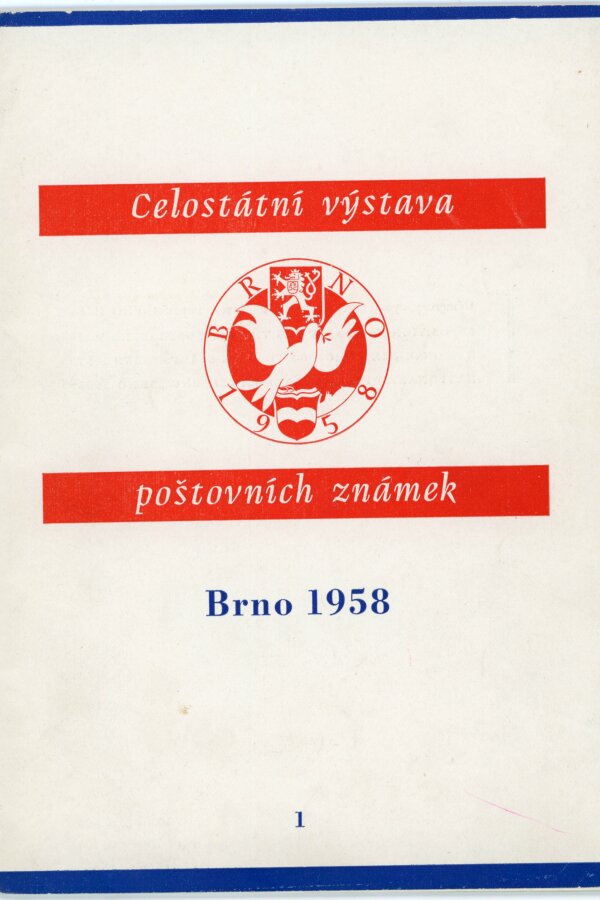 Celostátní výstava
BRNO
1958
poštovních známek
Brno 1958
1